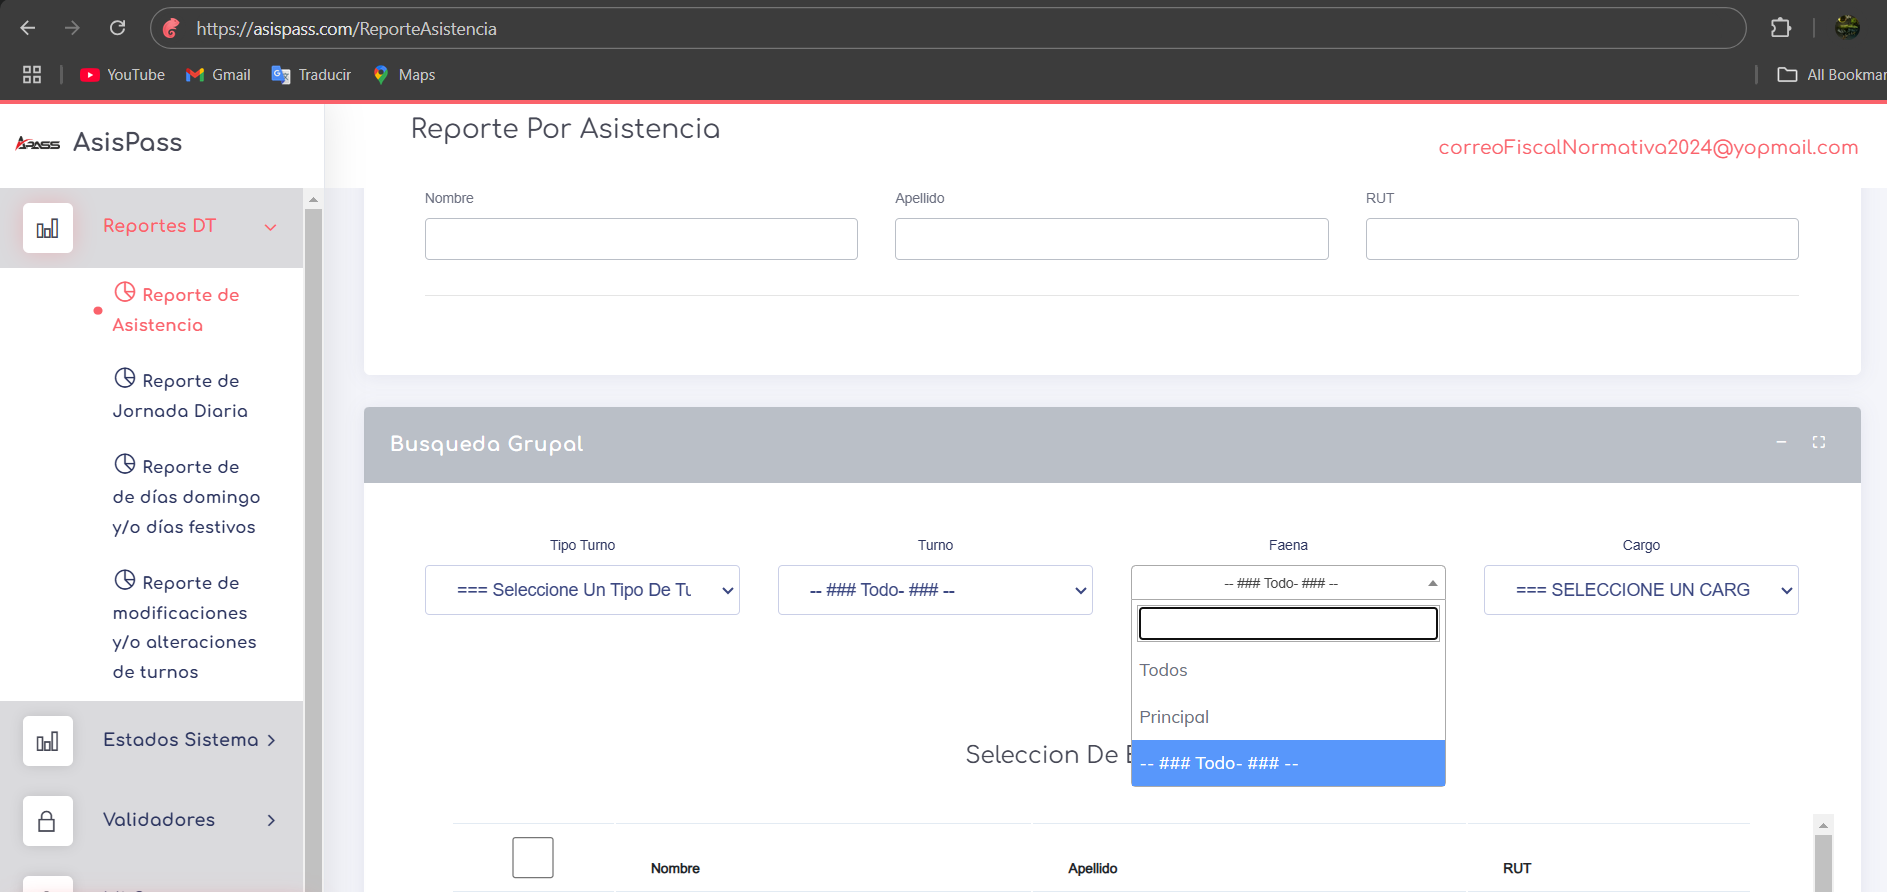 https://asispass.com/ReporteAsistencia
YouTube
Gmail
Traducir
Maps
All Bookmar
APASS
AsisPass
Reporte Por Asistencia
correoFiscalNormativa2024@yopmail.com
Reportes DT
Reporte de
Asistencia
Reporte de
Jornada Diaria
Reporte de
de días domingo
y/o días festivos
Reporte de
modificaciones
y/o alteraciones
de turnos
Estados Sistema
Validadores
Nombre
Apellido
RUT
Busqueda Grupal
Tipo Turno
Turno
Faena
Cargo
=== Seleccione Un Tipo De Tu
-- ### Todo- ### --
-- ### Todo- ### --
=== SELECCIONE UN CARG
Todos
Principal
-- ### Todo- ### --
Seleccion De
Nombre
Apellido
RUT